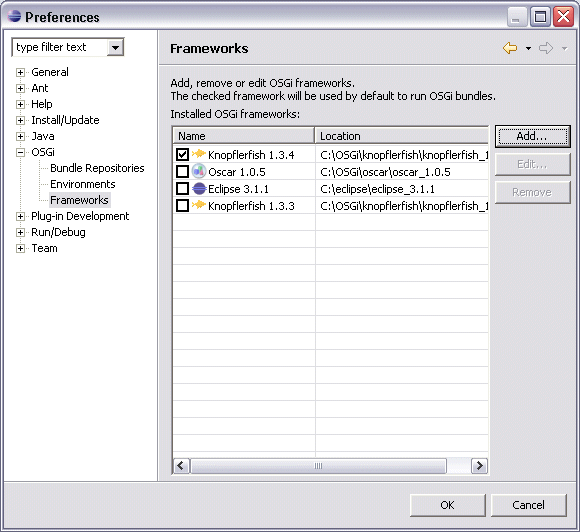 Preferences
type filter text
General
Ant
Help
Install/Update
Java
OSGi
Bundle Repositories
Environments
Frameworks
Plug-in Development
Run/Debug
Team
Frameworks
Add, remove or edit OSGi frameworks.
The checked framework will be used by default to run OSGi bundles.
Installed OSGi frameworks:
Name Location
Knopflerfish 1.3.4 C:\OSGi\knopflerfish\knopflerfish_1
Oscar 1.0.5 C:\OSGi\oscar\oscar_1.0.5
Eclipse 3.1.1 C:\eclipse\eclipse_3.1.1
Knopflerfish 1.3.3 C:\OSGi\knopflerfish\knopflerfish_1
Add...
Edit...
Remove
OK Cancel